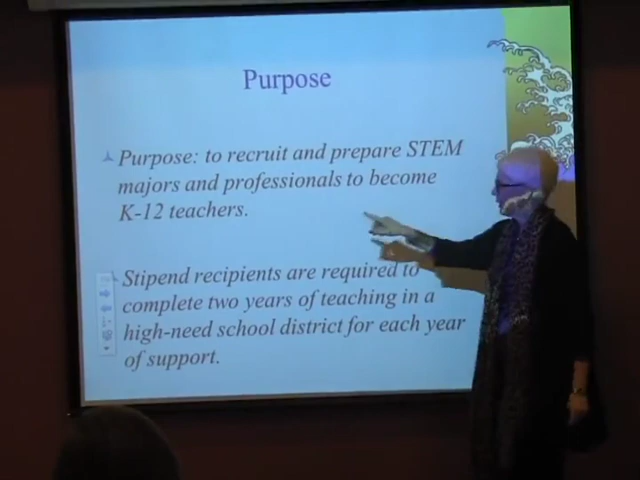 Purpose
Purpose: to recruit and prepare STEM
majors and professionals to become
K-12 teachers.
Stipend recipients are required to
complete two years of teaching in a
high-need school district for each year
of support.